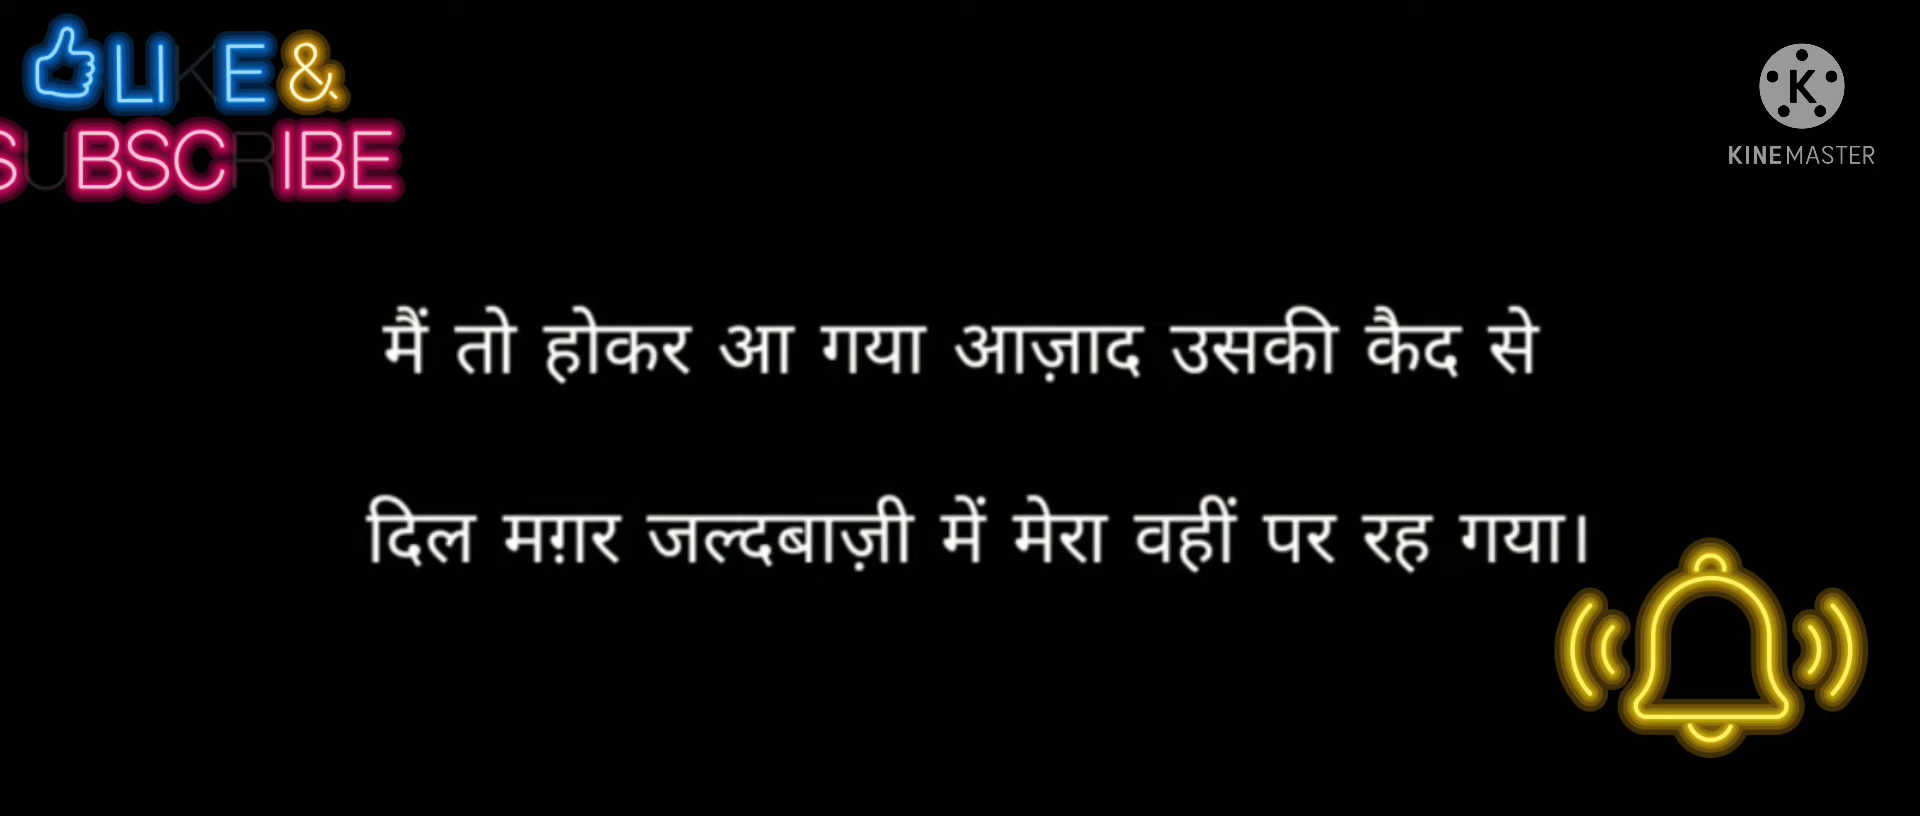 LIKE &
SUBSCRIBE
K
KINEMASTER
मैं तो होकर आ गया आज़ाद उसकी कैद से
दिल मग़र जल्दबाज़ी में मेरा वहीं पर रह गया।